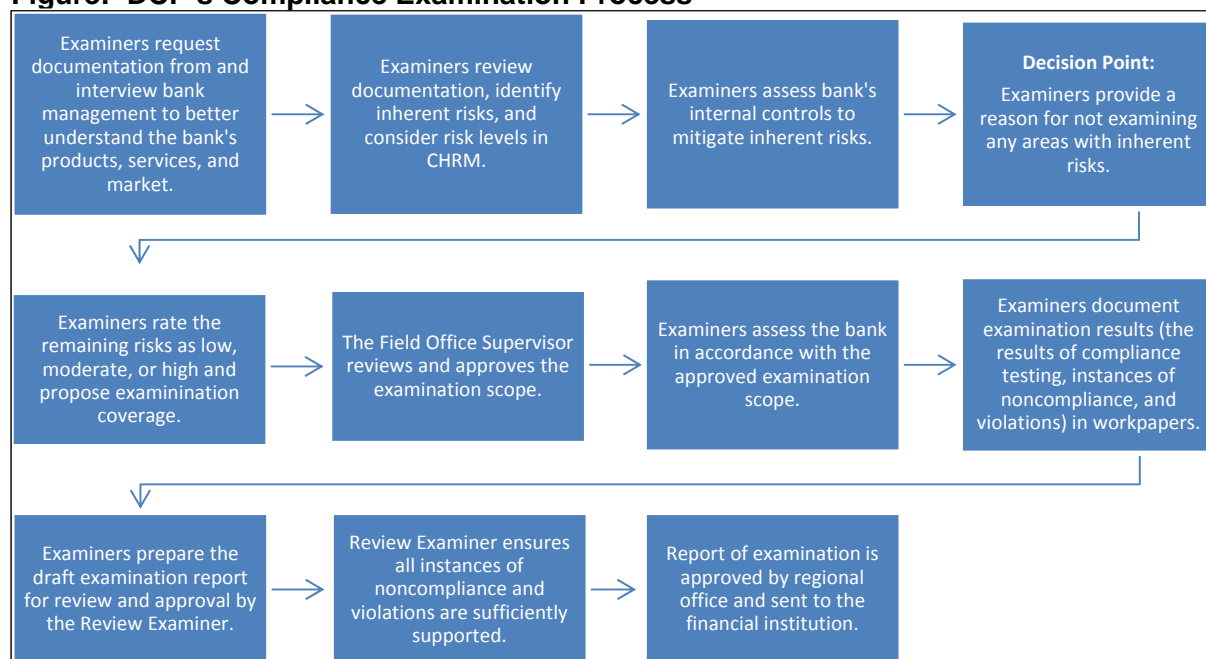 Figure: DCP's Compliance Examination Process
Examiners request
documentation from and
interview bank
management to better
understand the bank's
products, services, and
market.
Examiners review
documentation, identify
inherent risks, and
consider risk levels in
CHRM.
Examiners assess bank's
internal controls to
mitigate inherent risks.
Decision Point:
Examiners provide a
reason for not examining
any areas with inherent
risks.
Examiners rate the
remaining risks as low,
moderate, or high and
propose examinination
coverage.
The Field Office Supervisor
reviews and approves the
examination scope.
Examiners assess the bank
in accordance with the
approved examination
scope.
Examiners document
examination results (the
results of compliance
testing, instances of
noncompliance, and
violations) in workpapers.
Examiners prepare the
draft examination report
for review and approval by
the Review Examiner.
Review Examiner ensures
all instances of
noncompliance and
violations are sufficiently
supported.
Report of examination is
approved by regional
office and sent to the
financial institution.